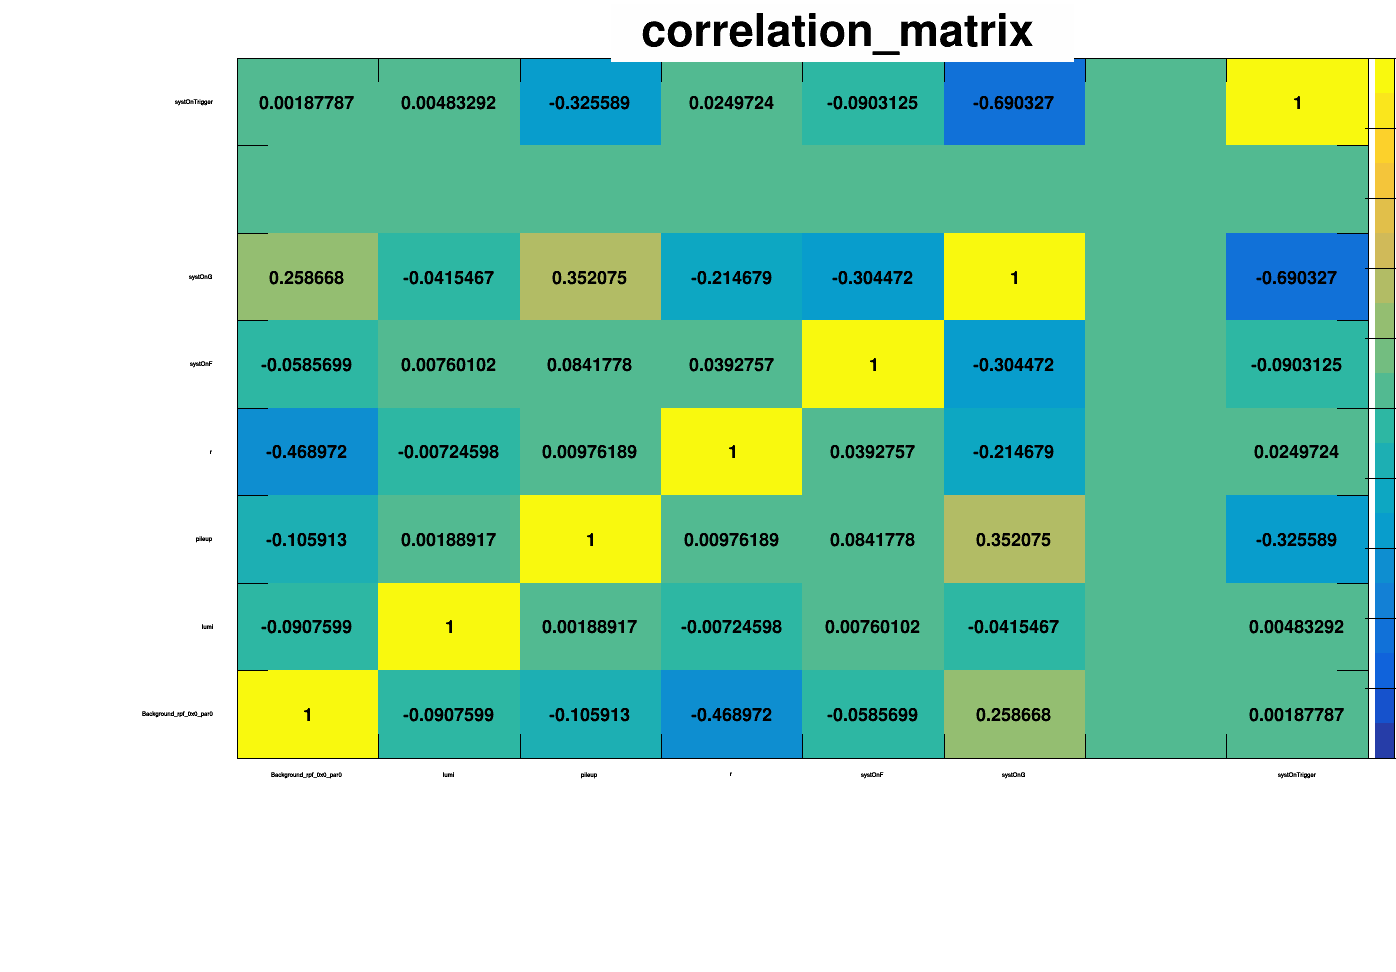 correlation_matrix
systOnTrigger 0.00187787 0.00483292 -0.325589 0.0249724 -0.0903125 -0.690327 1
systOnG 0.258668 -0.0415467 0.352075 -0.214679 -0.304472 1 -0.690327
systOnF -0.0585699 0.00760102 0.0841778 0.0392757 1 -0.304472 -0.0903125
r -0.468972 -0.00724598 0.00976189 1 0.0392757 -0.214679 0.0249724
pileup -0.105913 0.00188917 1 0.00976189 0.0841778 0.352075 -0.325589
lumi -0.0907599 1 0.00188917 -0.00724598 0.00760102 -0.0415467 0.00483292
Background_rpf_0x0_par0 1 -0.0907599 -0.105913 -0.468972 -0.0585699 0.258668 0.00187787
Background_rpf_0x0_par0 lumi pileup r systOnF systOnG systOnTrigger